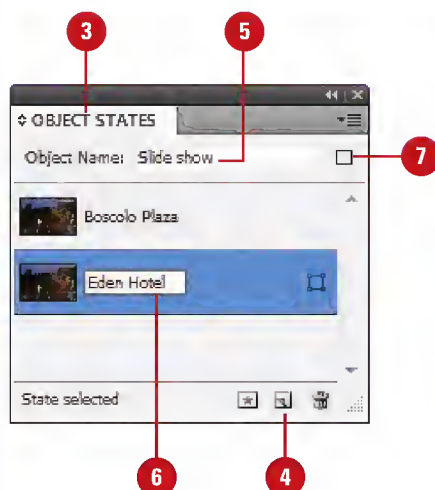 3 5
OBJECT STATES
Object Name: Slide show
7
Boscolo Plaza
Eden Hotel
State selected
6 4